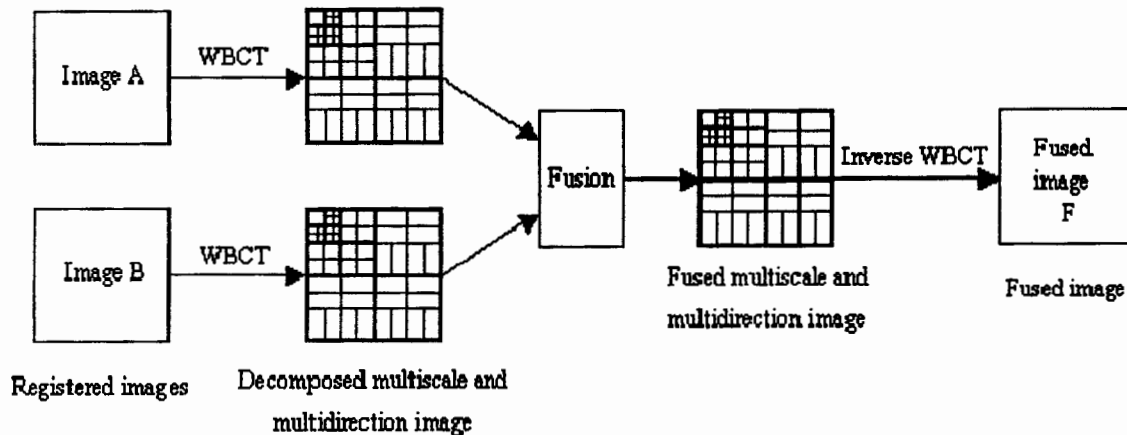 Image A
WBCT
Image B
WBCT
Fusion
Inverse WBCT
Fused
image
F
Registered images
Decomposed multiscale and
multidirection image
Fused multiscale and
multidirection image
Fused image